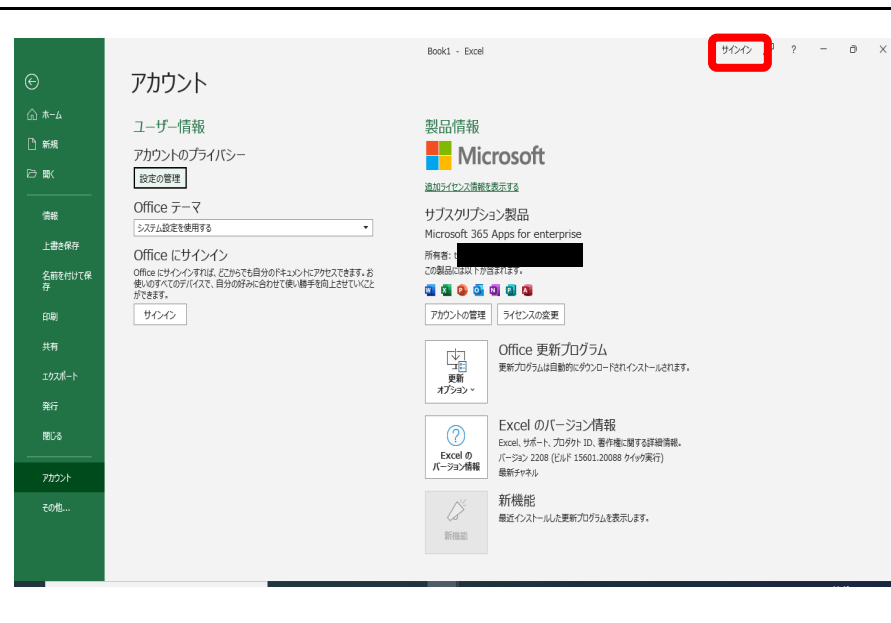 Book1 - Excel
サインイン
?
アカウント
ホーム
新規
開く
情報
上書き保存
名前を付けて保
存
印刷
共有
エクスポート
発行
閉じる
アカウント
その他...
ユーザー情報
アカウントのプライバシー
設定の管理
Office テーマ
システム設定を使用する
Office にサインイン
Office にサインインすれば、どこからでも自分のドキュメントにアクセスできます。お
使いのすべてのデバイスで、自分の好みに合わせて使い勝手を向上させていくこと
ができます。
サインイン
製品情報
Microsoft
追加ライセンス情報を表示する
サブスクリプション製品
Microsoft 365 Apps for enterprise
所有者: t
この製品には以下が含まれます。
アカウントの管理
ライセンスの変更
更新
オプション
Office 更新プログラム
更新プログラムは自動的にダウンロードされインストールされます。
Excel の
バージョン情報
Excel のバージョン情報
Excel、サポート、プロダクト ID、著作権に関する詳細情報。
バージョン 2208 (ビルド 15601.20088 クイック実行)
最新チャネル
新機能
新機能
最近インストールした更新プログラムを表示します。